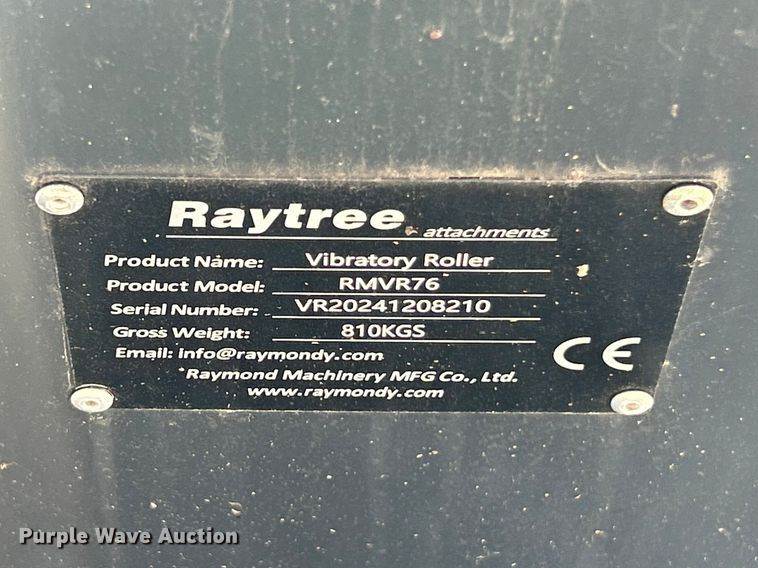 Raytree attachments
Product Name: Vibratory Roller
Product Model: RMVR76
Serial Number: VR20241208210
Gross Weight: 810KGS
Email: info@raymondy.com
Raymond Machinery MFG Co., Ltd.
www.raymondy.com
CE
Purple Wave Auction